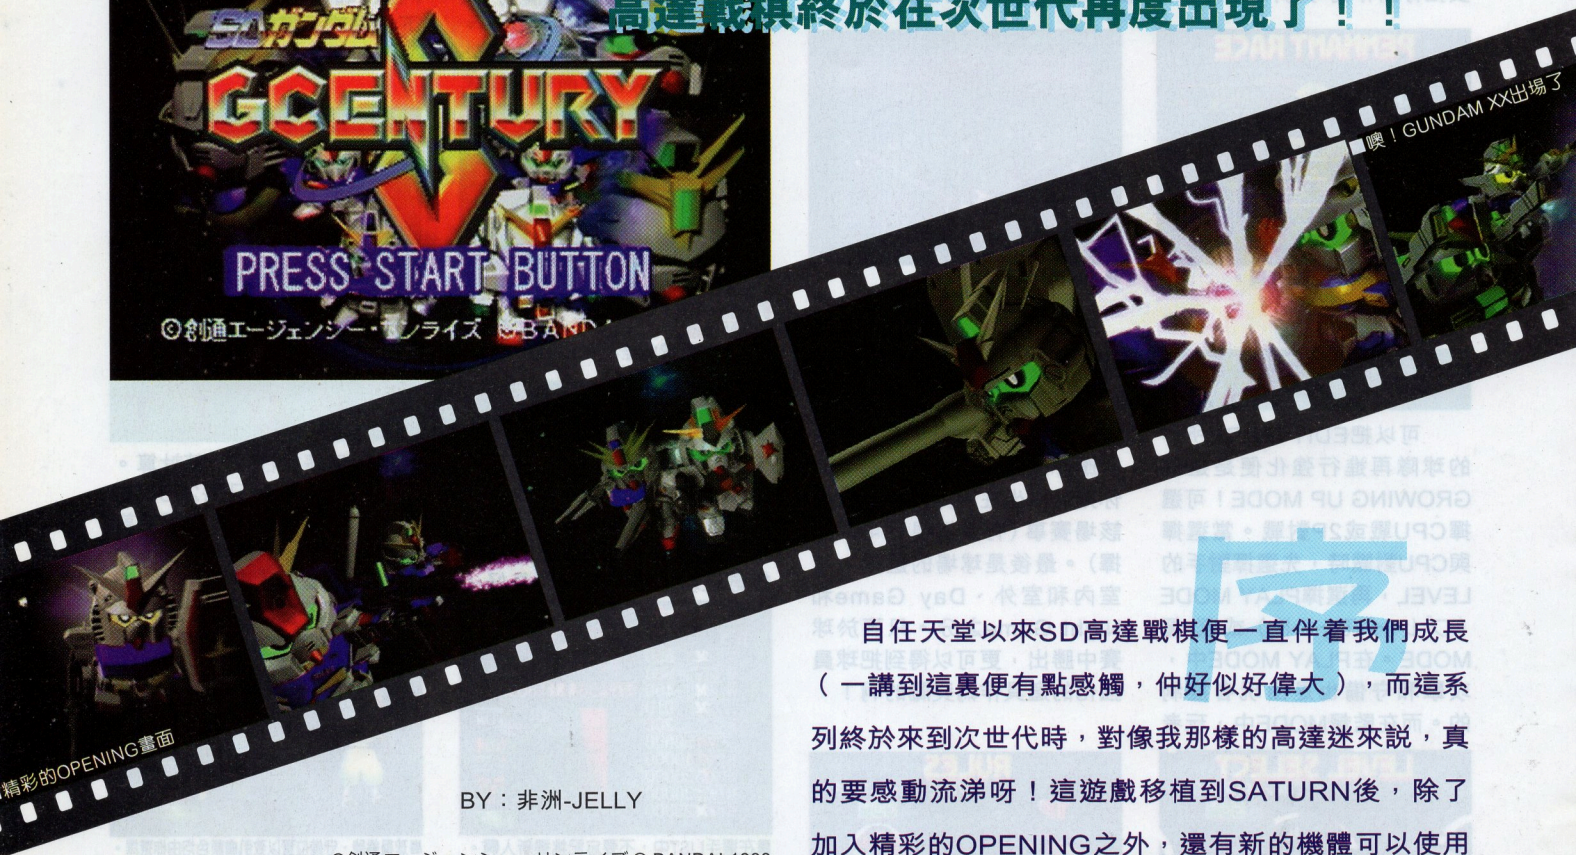 高達戰棋終於在次世代再度出現了！！
SDガンダム
GCENTURY
S
PRESS START BUTTON
©創通エージェンシー・サンライズ ©BANDAI
噢！GUNDAM XX出場了
精彩的OPENING畫面
BY：非洲-JELLY
序
自任天堂以來SD高達戰棋便一直伴着我們成長
（一講到這裏便有點感觸，仲好似好偉大），而這系
列終於來到次世代時，對像我那樣的高達迷來説，真
的要感動流涕呀！這遊戲移植到SATURN後，除了
加入精彩的OPENING之外，還有新的機體可以使用